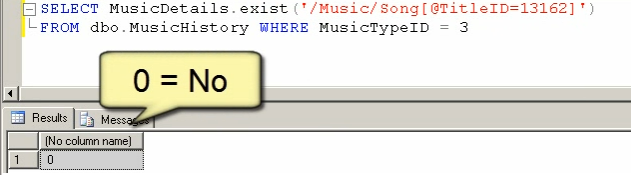 SELECT MusicDetails.exist('/Music/Song[@TitleID=13162]')
FROM dbo.MusicHistory WHERE MusicTypeID = 3
0 = No
Results Messages
(No column name)
1 0